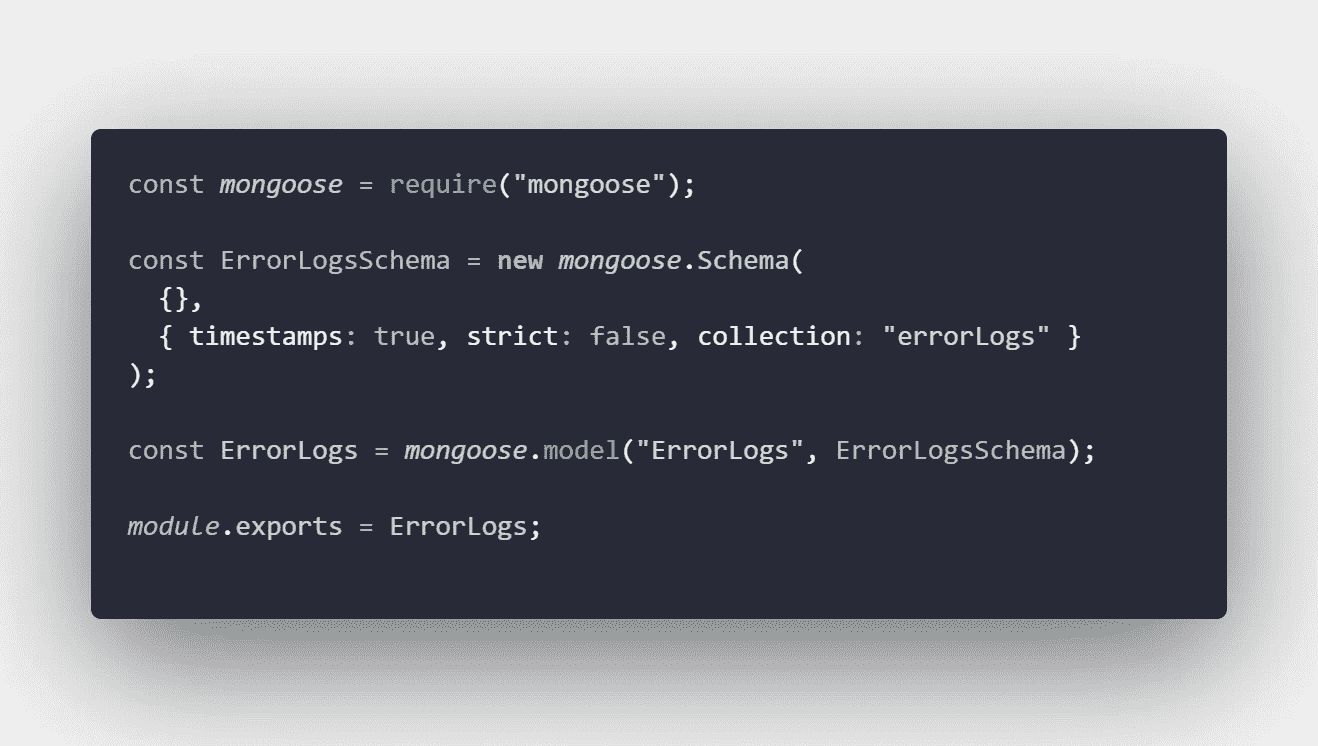 const mongoose = require("mongoose");
const ErrorLogsSchema = new mongoose.Schema(
{},
{ timestamps: true, strict: false, collection: "errorLogs" }
);
const ErrorLogs = mongoose.model("ErrorLogs", ErrorLogsSchema);
module.exports = ErrorLogs;